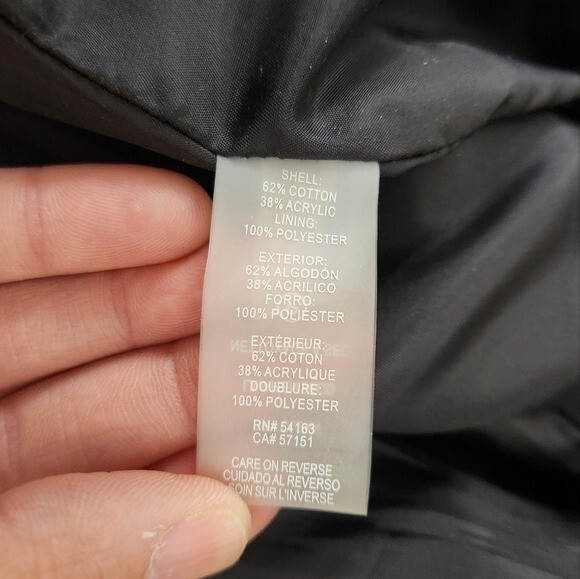 SHELL:
62% COTTON
38% ACRYLIC
LINING:
100% POLYESTER
EXTERIOR:
62% ALGODÓN
38% ACRILICO
FORRO:
100% POLIÉSTER
EXTÉRIEUR:
62% COTON
38% ACRYLIQUE
DOUBLURE:
100% POLYESTER
RN# 54163
CA# 57151
CARE ON REVERSE
CUIDADO AL REVERSO
SOIN SUR L'INVERSE